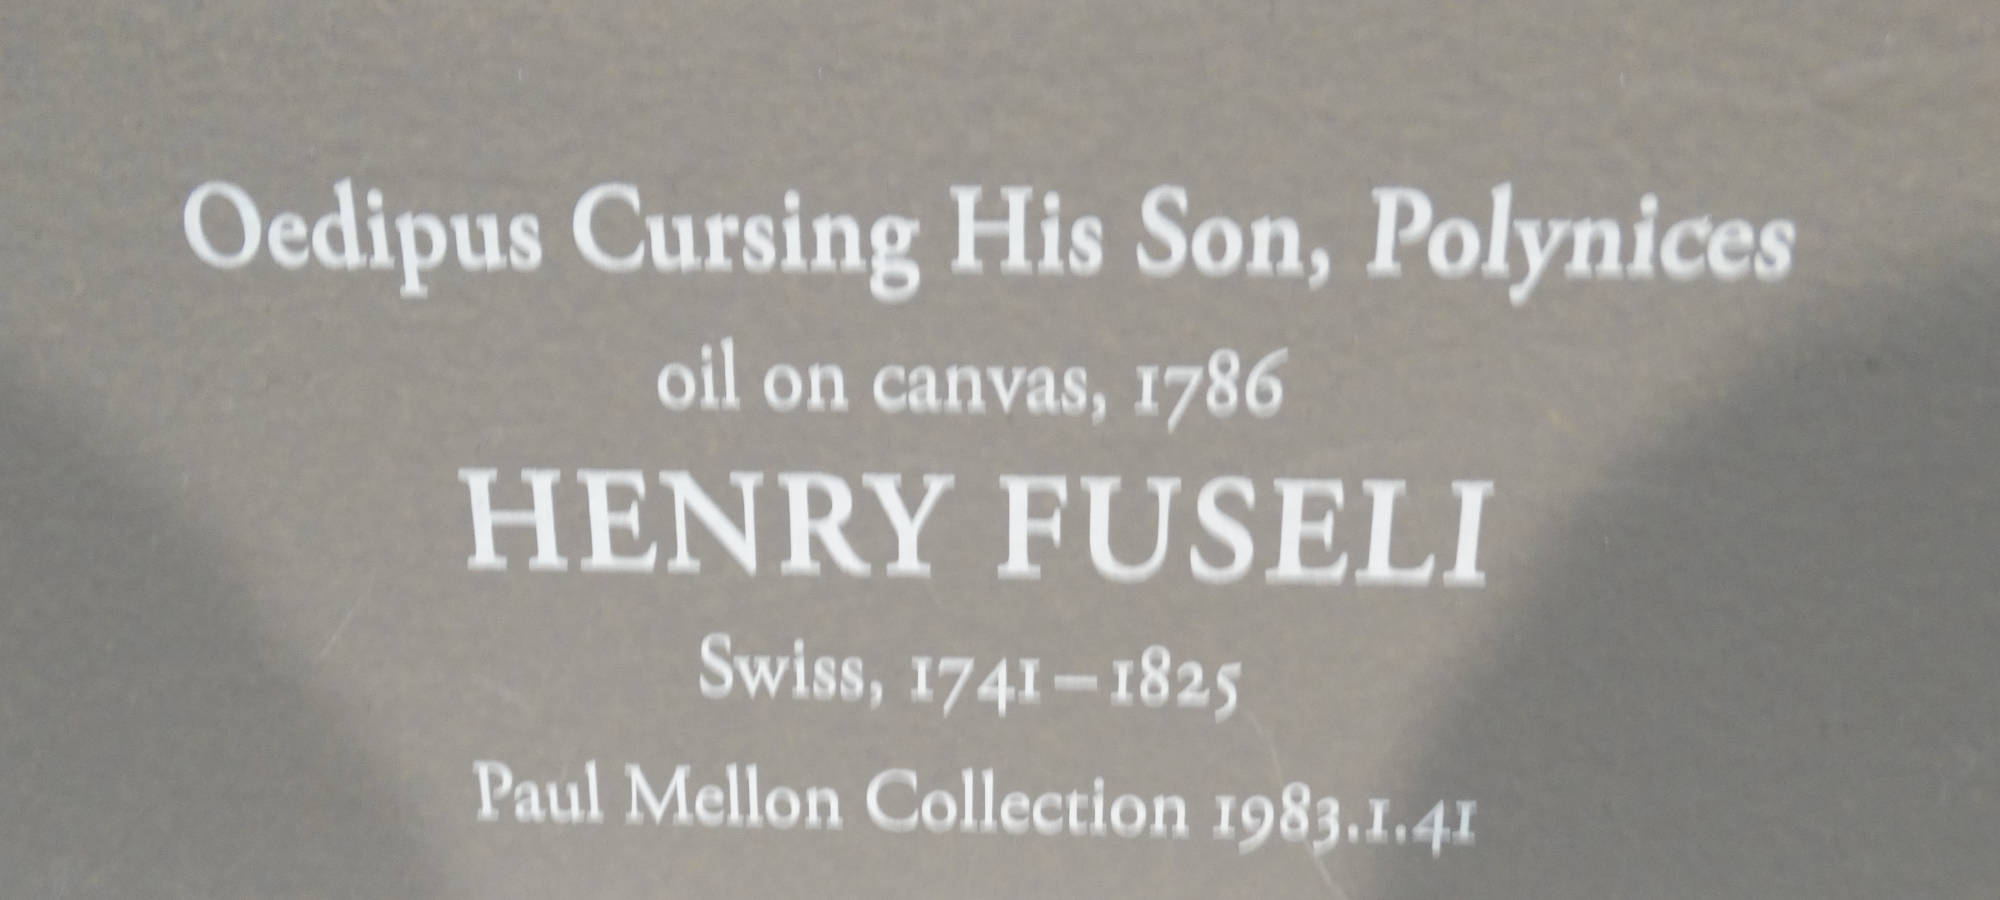 Oedipus Cursing His Son, Polynices
oil on canvas, 1786
HENRY FUSELI
Swiss, 1741–1825
Paul Mellon Collection 1983.1.41